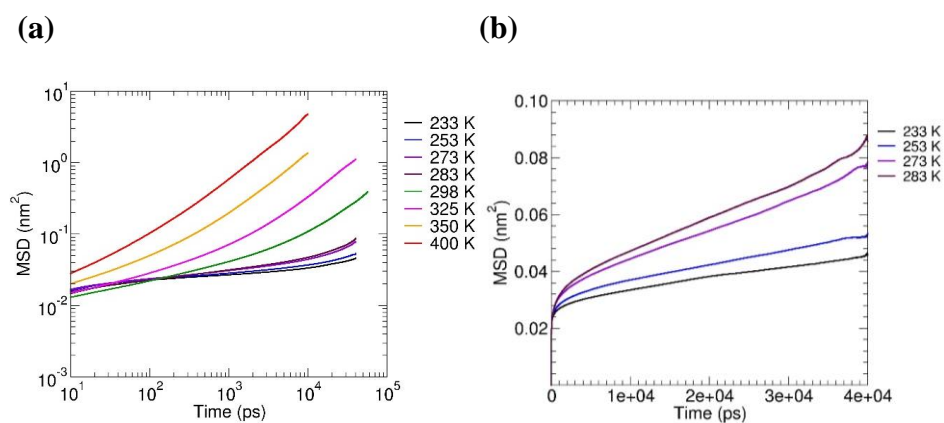 (a)
(b)
10^1
10^0
10^-1
10^-2
10^-3
MSD (nm^2)
10^1 10^2 10^3 10^4 10^5
Time (ps)
233 K
253 K
273 K
283 K
298 K
325 K
350 K
400 K
0.10
0.08
0.06
0.04
0.02
MSD (nm^2)
0 1e+04 2e+04 3e+04 4e+04
Time (ps)
233 K
253 K
273 K
283 K